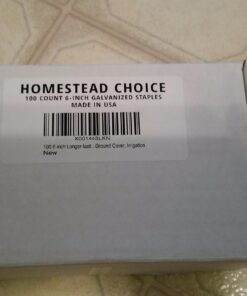 HOMESTEAD CHOICE
100 COUNT 6-INCH GALVANIZED STAPLES
MADE IN USA
100 6 inch Longer last...Ground Cover, Irrigation
New